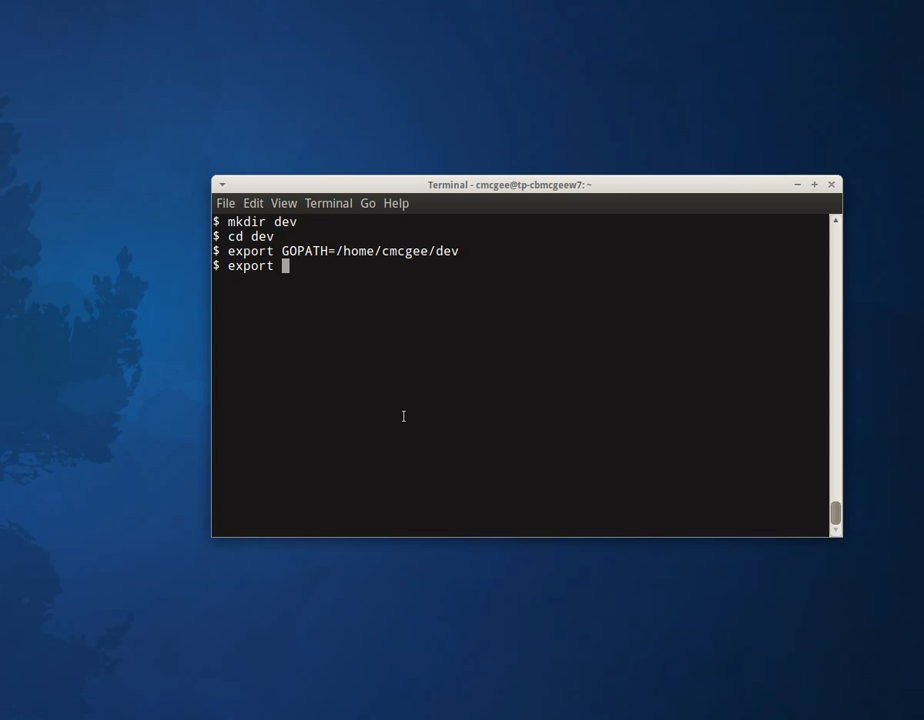 Terminal - cmcgee@tp-cbmcgeew7: ~
File Edit View Terminal Go Help
$ mkdir dev
$ cd dev
$ export GOPATH=/home/cmcgee/dev
$ export